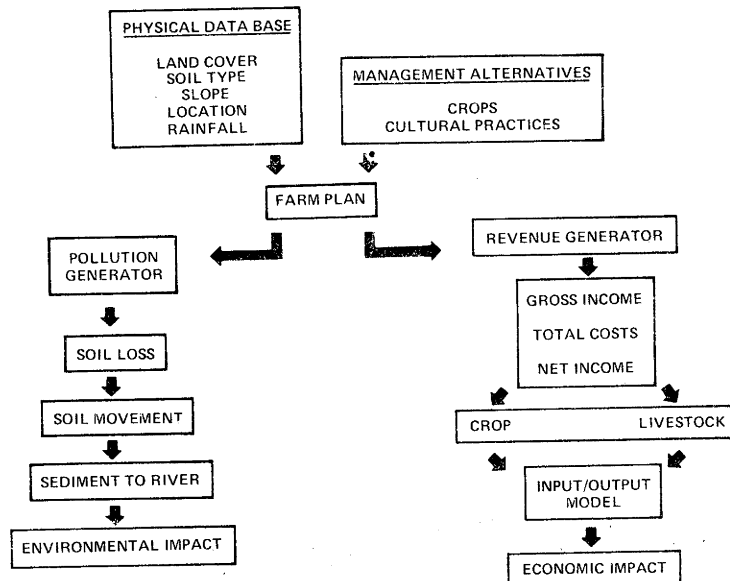 PHYSICAL DATA BASE
LAND COVER
SOIL TYPE
SLOPE
LOCATION
RAINFALL
MANAGEMENT ALTERNATIVES
CROPS
CULTURAL PRACTICES
FARM PLAN
POLLUTION
GENERATOR
SOIL LOSS
SOIL MOVEMENT
SEDIMENT TO RIVER
ENVIRONMENTAL IMPACT
REVENUE GENERATOR
GROSS INCOME
TOTAL COSTS
NET INCOME
CROP LIVESTOCK
INPUT/OUTPUT
MODEL
ECONOMIC IMPACT